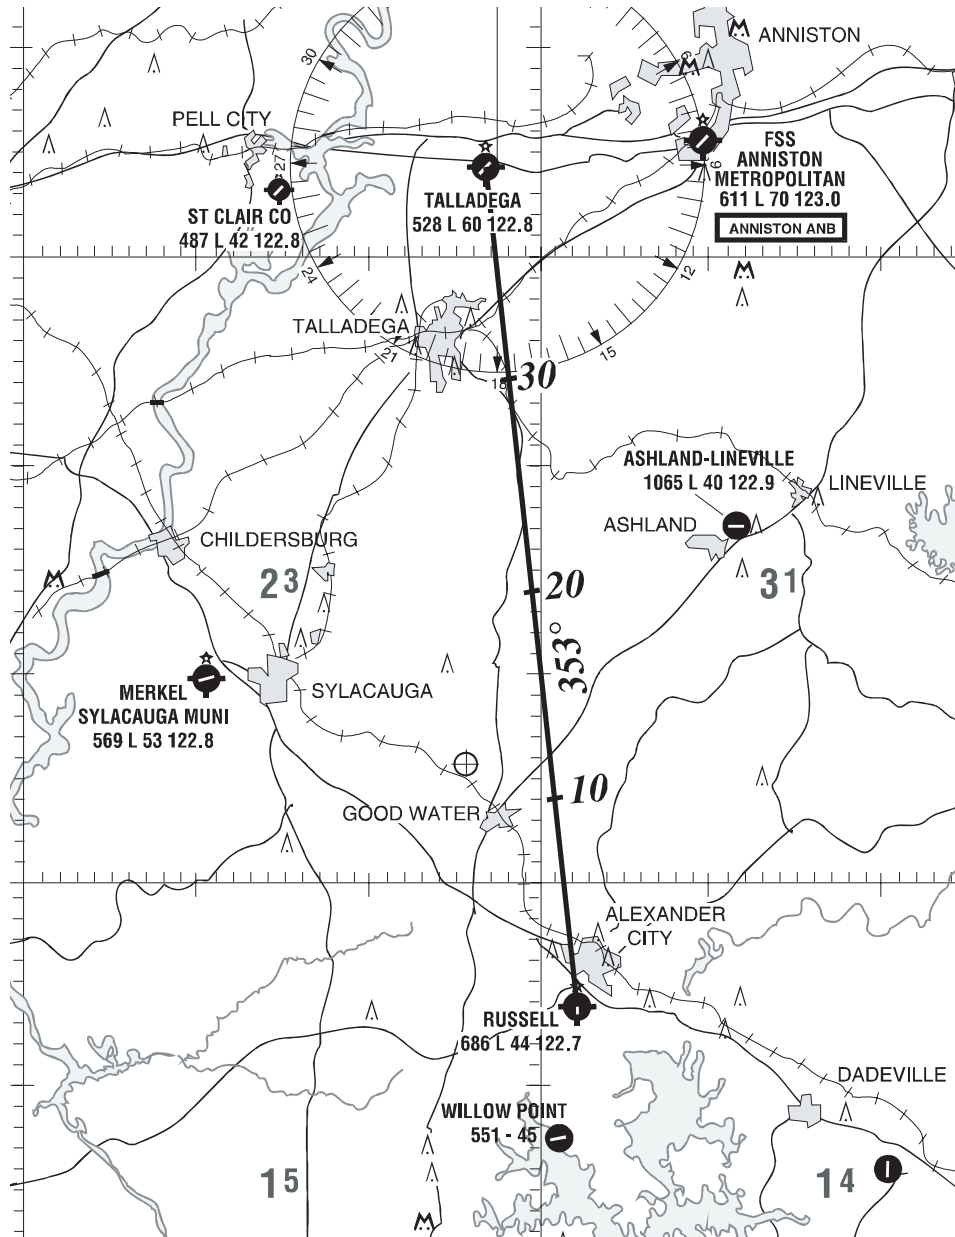 ANNISTON
30
6
PELL CITY
FSS
ANNISTON
METROPOLITAN
611 L 70 123.0
ANNISTON ANB
27
9
ST CLAIR CO
487 L 42 122.8
TALLADEGA
528 L 60 122.8
24
12
TALLADEGA
21
15
18
30
ASHLAND-LINEVILLE
1065 L 40 122.9
LINEVILLE
ASHLAND
CHILDERSBURG
23
20
31
353°
MERKEL
SYLACAUGA MUNI
569 L 53 122.8
SYLACAUGA
10
GOOD WATER
ALEXANDER
CITY
RUSSELL
686 L 44 122.7
DADEVILLE
WILLOW POINT
551 - 45
15
14